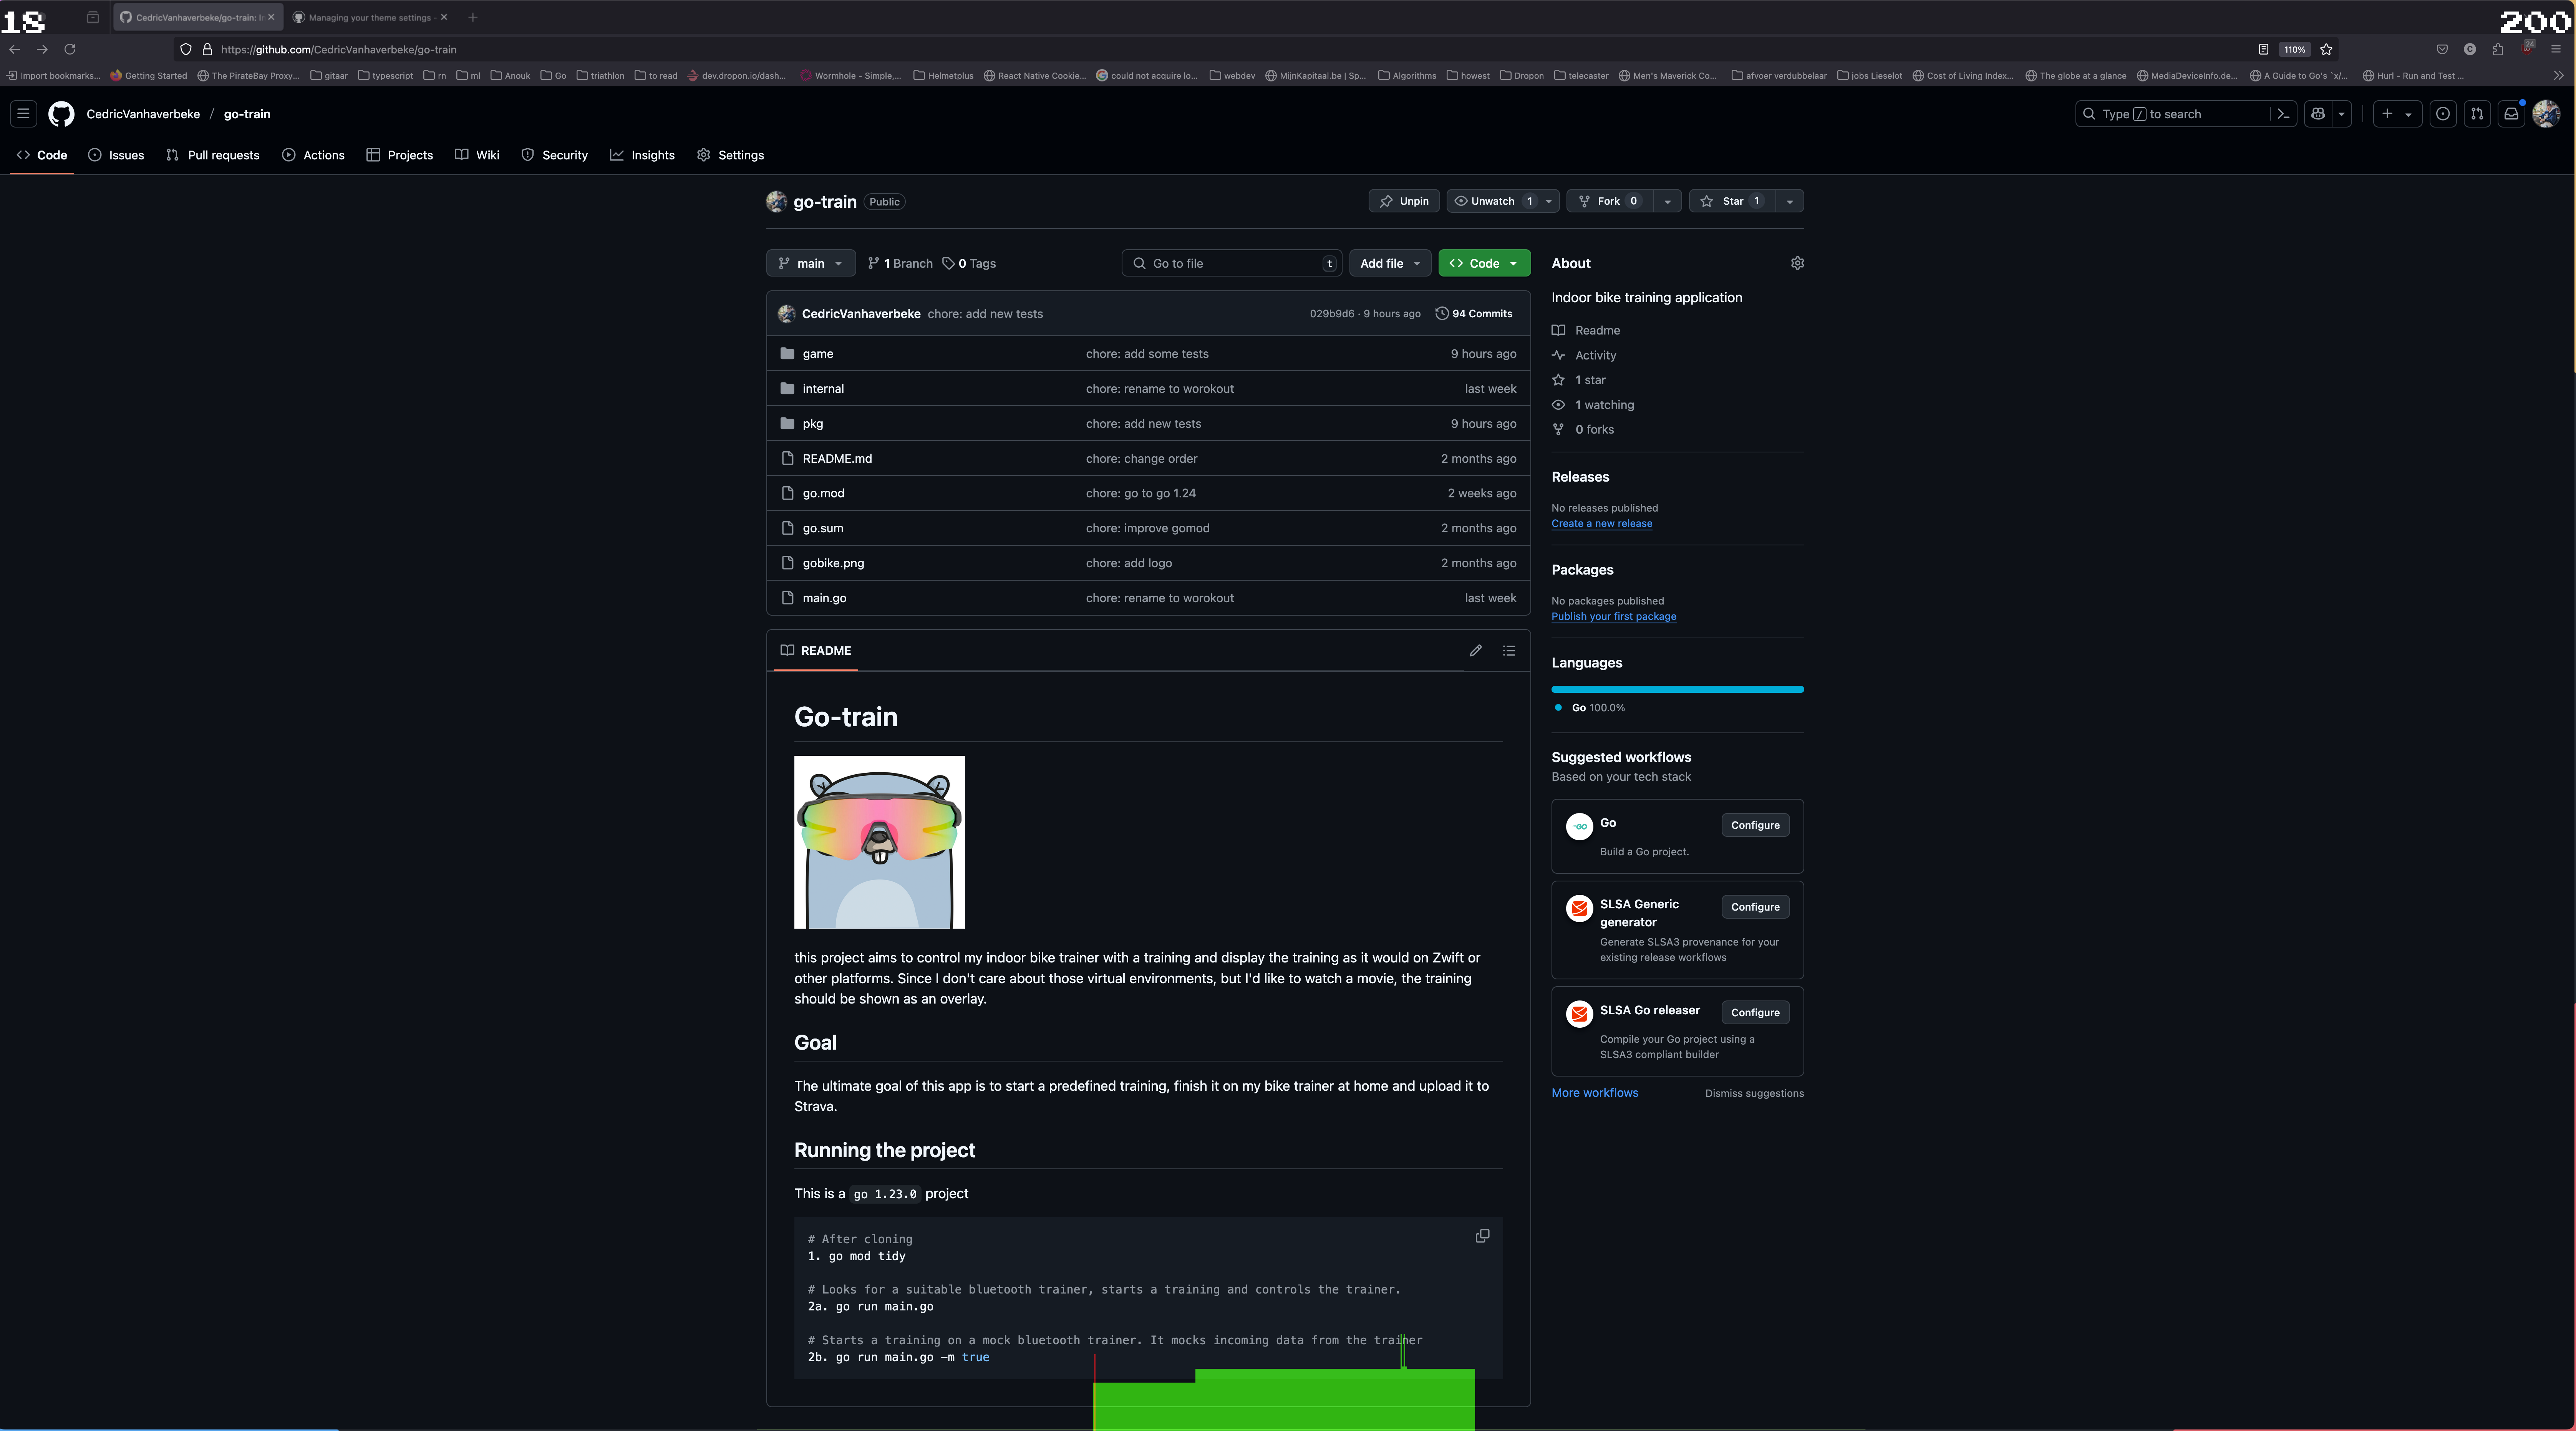 18
200
CedricVanhaverbeke/go-train: I
Managing your theme settings -
https://github.com/CedricVanhaverbeke/go-train
110%
24
Import bookmarks...
Getting Started
The PirateBay Proxy...
gitaar
typescript
rn
ml
Anouk
Go
triathlon
to read
dev.dropon.io/dash...
Wormhole - Simple,...
Helmetplus
React Native Cookie...
could not acquire lo...
webdev
MijnKapitaal.be | Sp...
Algorithms
howest
Dropon
telecaster
Men's Maverick Co...
afvoer verdubbelaar
jobs Lieselot
Cost of Living Index...
The globe at a glance
MediaDeviceInfo.de...
A Guide to Go's `x/...
Hurl - Run and Test ...
CedricVanhaverbeke / go-train
Type / to search
Code
Issues
Pull requests
Actions
Projects
Wiki
Security
Insights
Settings
go-train Public
Unpin
Unwatch 1
Fork 0
Star 1
main
1 Branch
0 Tags
Go to file t
Add file
Code
CedricVanhaverbeke chore: add new tests 029b9d6 · 9 hours ago 94 Commits
game chore: add some tests 9 hours ago
internal chore: rename to worokout last week
pkg chore: add new tests 9 hours ago
README.md chore: change order 2 months ago
go.mod chore: go to go 1.24 2 weeks ago
go.sum chore: improve gomod 2 months ago
gobike.png chore: add logo 2 months ago
main.go chore: rename to worokout last week
README
Go-train
this project aims to control my indoor bike trainer with a training and display the training as it would on Zwift or
other platforms. Since I don't care about those virtual environments, but I'd like to watch a movie, the training
should be shown as an overlay.
Goal
The ultimate goal of this app is to start a predefined training, finish it on my bike trainer at home and upload it to
Strava.
Running the project
This is a go 1.23.0 project
# After cloning
1. go mod tidy
# Looks for a suitable bluetooth trainer, starts a training and controls the trainer.
2a. go run main.go
# Starts a training on a mock bluetooth trainer. It mocks incoming data from the trainer
2b. go run main.go -m true
About
Indoor bike training application
Readme
Activity
1 star
1 watching
0 forks
Releases
No releases published
Create a new release
Packages
No packages published
Publish your first package
Languages
Go 100.0%
Suggested workflows
Based on your tech stack
GO
Go
Configure
Build a Go project.
SLSA Generic
generator
Configure
Generate SLSA3 provenance for your
existing release workflows
SLSA Go releaser
Configure
Compile your Go project using a
SLSA3 compliant builder
More workflows
Dismiss suggestions